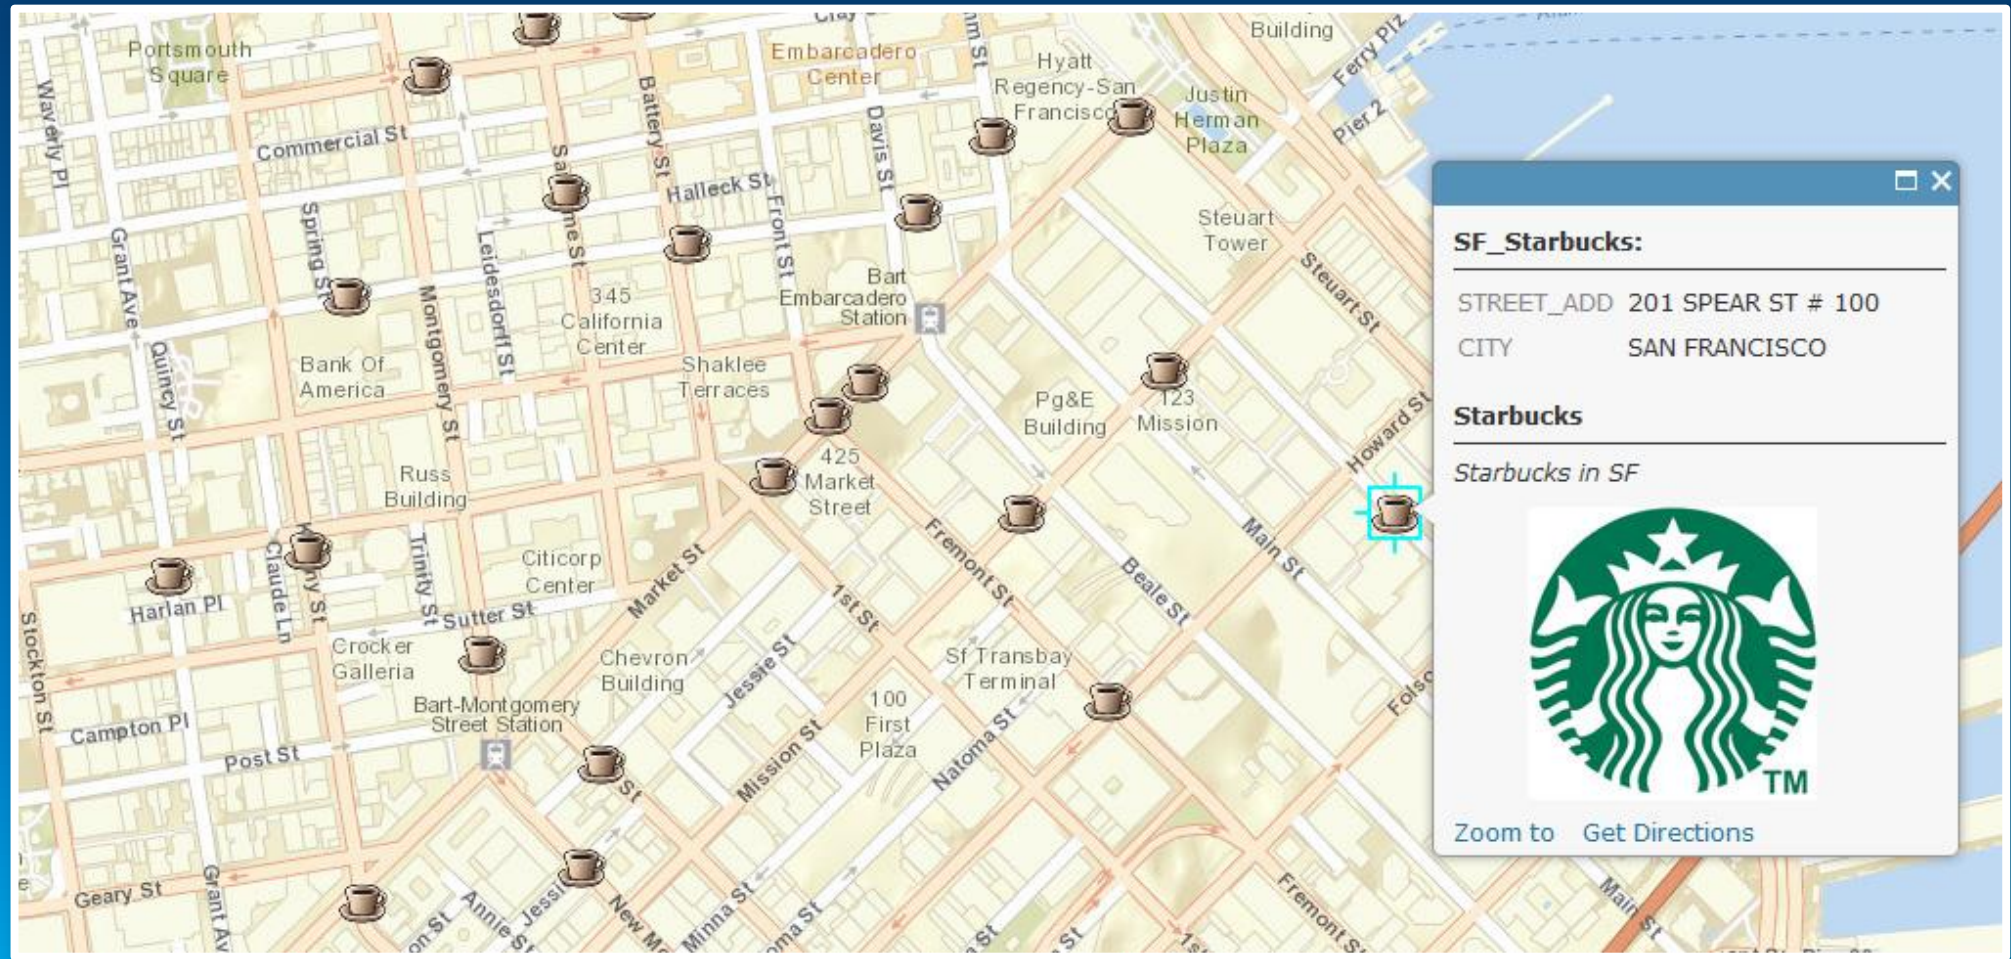 Portsmouth
Square
Waverly Pl
Commercial St
Embarcadero
Center
Battery St
Davis St
Hyatt
Regency-San
Francisco
Building
Ferry Plz
Pier 2
Justin
Herman
Plaza
Halleck St
Front St
Spring St
Grant Ave
Leidesdorff St
Montgomery St
345
California
Center
Bart
Embarcadero
Station
Steuart
Tower
Steuart St
Quincy St
Bank Of
America
Shaklee
Terraces
Pg&E
Building
123
Mission
Howard St
Russ
Building
425
Market
Street
Claude Ln
Trinity St
Citicorp
Center
Market St
Fremont St
Main St
Beale St
Harlan Pl
Sutter St
1st St
Stockton St
Crocker
Galleria
Chevron
Building
Jessie St
Sf Transbay
Terminal
Campton Pl
Bart-Montgomery
Street Station
100
First
Plaza
Natoma St
Mission St
Post St
St
Geary St
Annie St
Minna St
Fremont St
Main St
SF_Starbucks:
STREET_ADD 201 SPEAR ST # 100
CITY SAN FRANCISCO
Starbucks
Starbucks in SF
TM
Zoom to Get Directions